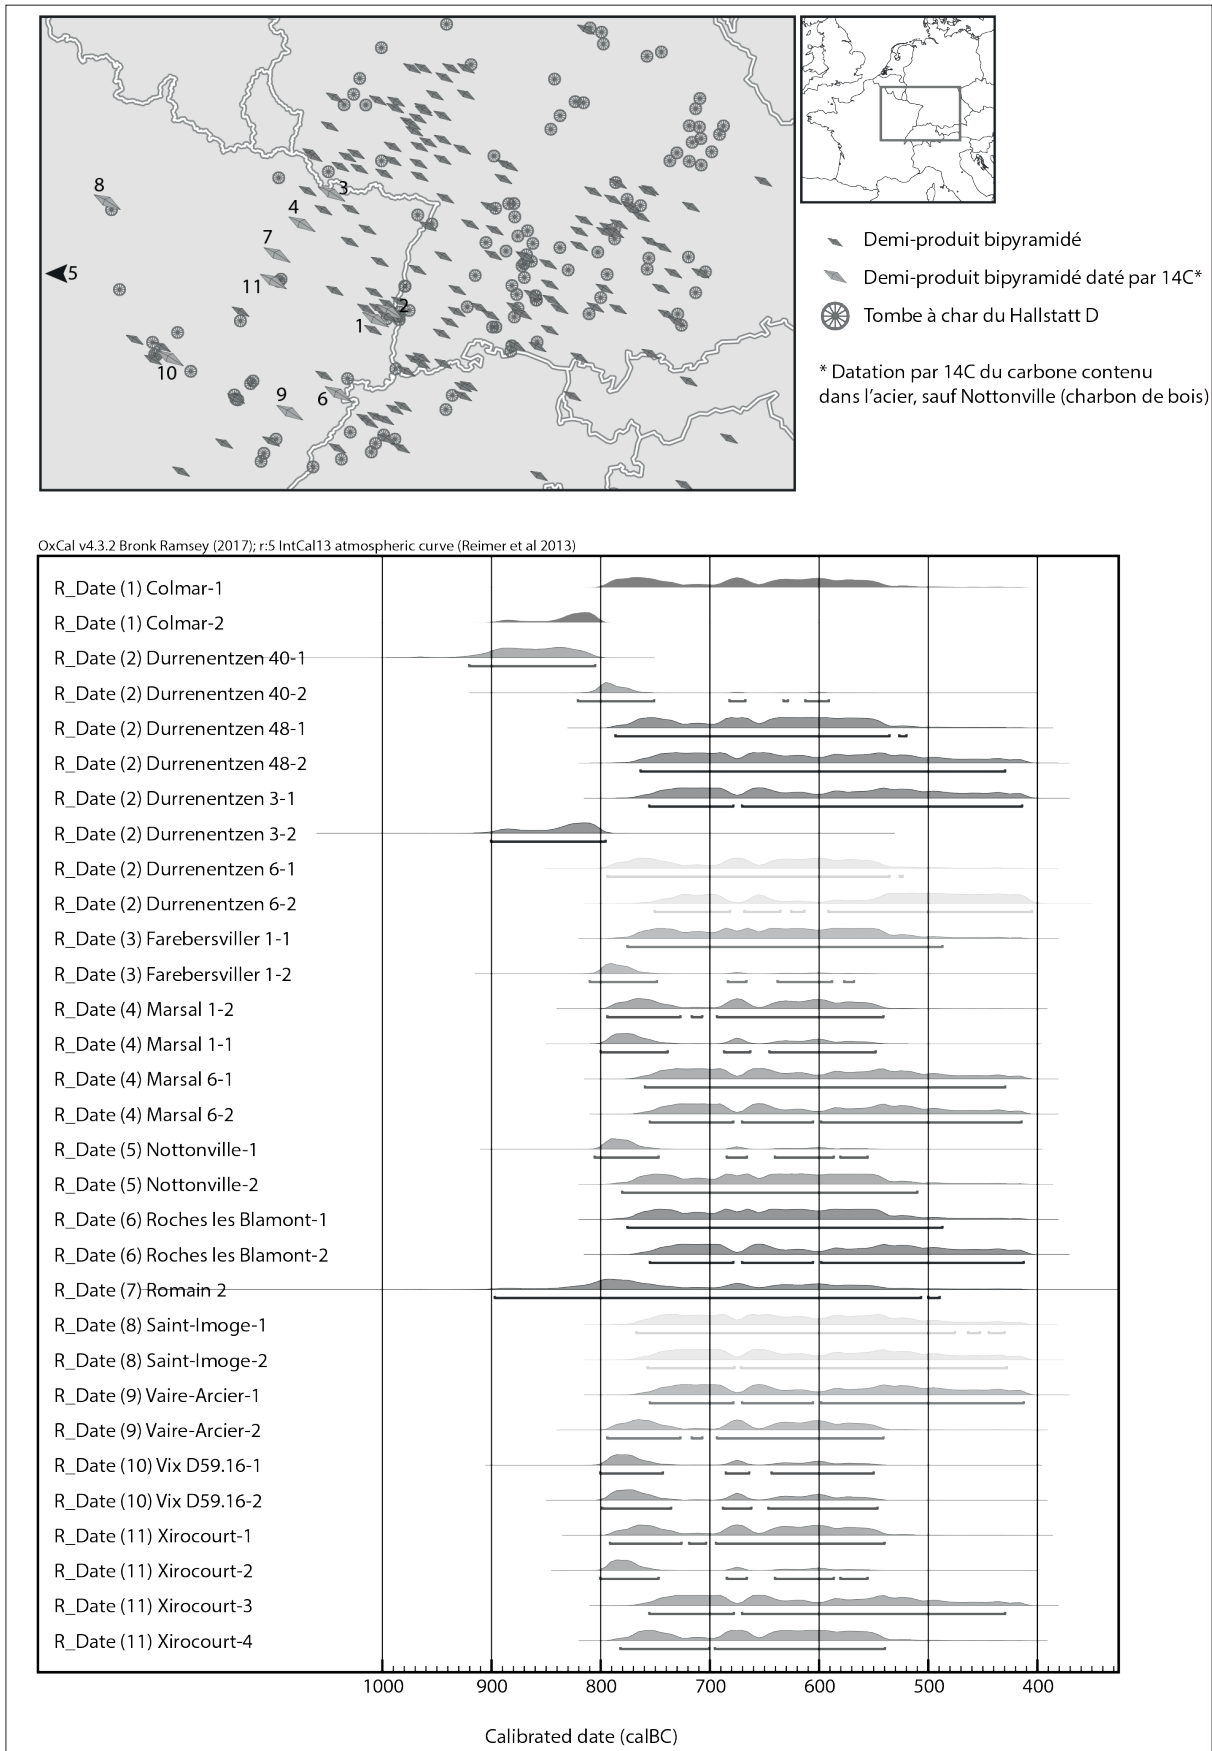 8
3
4
7
5
11
2
1
10
9
6
Demi-produit bipyramidé
Demi-produit bipyramidé daté par 14C*
Tombe à char du Hallstatt D
* Datation par 14C du carbone contenu
dans l'acier, sauf Nottonville (charbon de bois)
OxCal v4.3.2 Bronk Ramsey (2017); r:5 IntCal13 atmospheric curve (Reimer et al 2013)
R_Date (1) Colmar-1
R_Date (1) Colmar-2
R_Date (2) Durrenentzen 40-1
R_Date (2) Durrenentzen 40-2
R_Date (2) Durrenentzen 48-1
R_Date (2) Durrenentzen 48-2
R_Date (2) Durrenentzen 3-1
R_Date (2) Durrenentzen 3-2
R_Date (2) Durrenentzen 6-1
R_Date (2) Durrenentzen 6-2
R_Date (3) Farebersviller 1-1
R_Date (3) Farebersviller 1-2
R_Date (4) Marsal 1-2
R_Date (4) Marsal 1-1
R_Date (4) Marsal 6-1
R_Date (4) Marsal 6-2
R_Date (5) Nottonville-1
R_Date (5) Nottonville-2
R_Date (6) Roches les Blamont-1
R_Date (6) Roches les Blamont-2
R_Date (7) Romain 2
R_Date (8) Saint-Imoge-1
R_Date (8) Saint-Imoge-2
R_Date (9) Vaire-Arcier-1
R_Date (9) Vaire-Arcier-2
R_Date (10) Vix D59.16-1
R_Date (10) Vix D59.16-2
R_Date (11) Xirocourt-1
R_Date (11) Xirocourt-2
R_Date (11) Xirocourt-3
R_Date (11) Xirocourt-4
1000 900 800 700 600 500 400
Calibrated date (calBC)